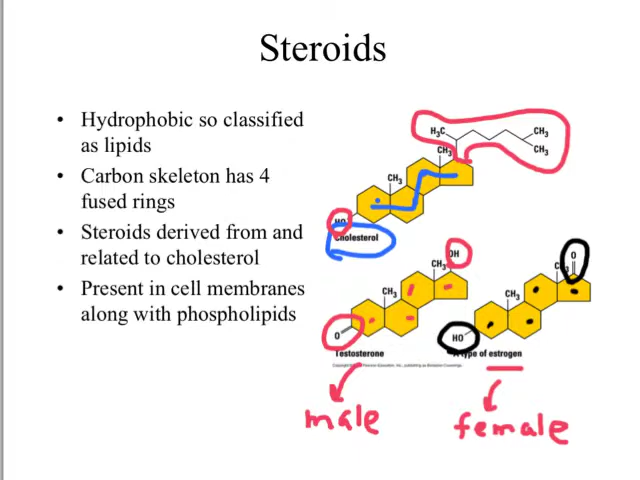 Steroids
• Hydrophobic so classified
as lipids
• Carbon skeleton has 4
fused rings
• Steroids derived from and
related to cholesterol
• Present in cell membranes
along with phospholipids
H₃C
CH₃
CH₃
CH₃
CH₃
HO
Cholesterol
OH
CH₃
CH₃
O
Testosterone
O
CH₃
HO
A type of estrogen
male
female